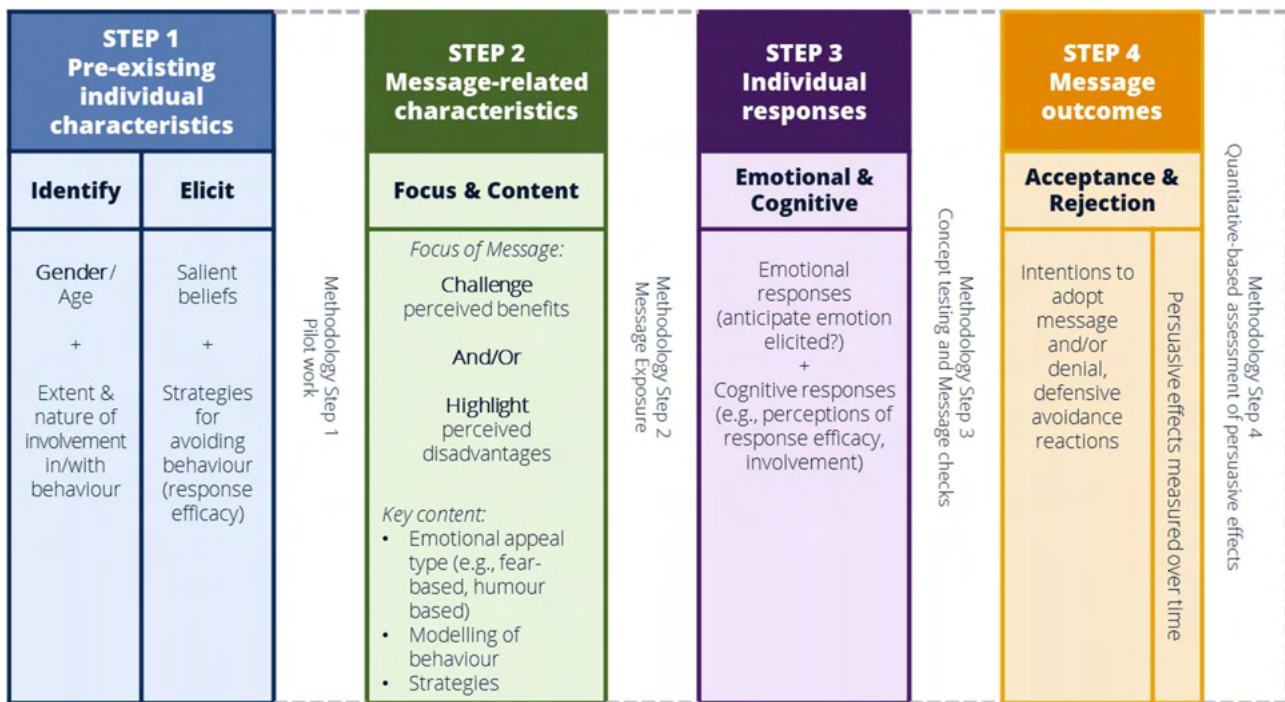 STEP 1
Pre-existing
individual
characteristics
Identify
Elicit
Gender/
Age
+
Extent &
nature of
involvement
in/with
behaviour
Salient
beliefs
+
Strategies
for
avoiding
behaviour
(response
efficacy)
Methodology Step 1
Pilot work
STEP 2
Message-related
characteristics
Focus & Content
Focus of Message:
Challenge
perceived benefits
And/Or
Highlight
perceived
disadvantages
Key content:
• Emotional appeal
type (e.g., fear-
based, humour
based)
• Modelling of
behaviour
• Strategies
Methodology Step 2
Message Exposure
STEP 3
Individual
responses
Emotional &
Cognitive
Emotional
responses
(anticipate emotion
elicited?)
+
Cognitive responses
(e.g., perceptions of
response efficacy,
involvement)
Methodology Step 3
Concept testing and Message checks
STEP 4
Message
outcomes
Acceptance &
Rejection
Intentions to
adopt
message
and/or
denial,
defensive
avoidance
reactions
Persuasive effects measured over time
Methodology Step 4
Quantitative-based assessment of persuasive effects